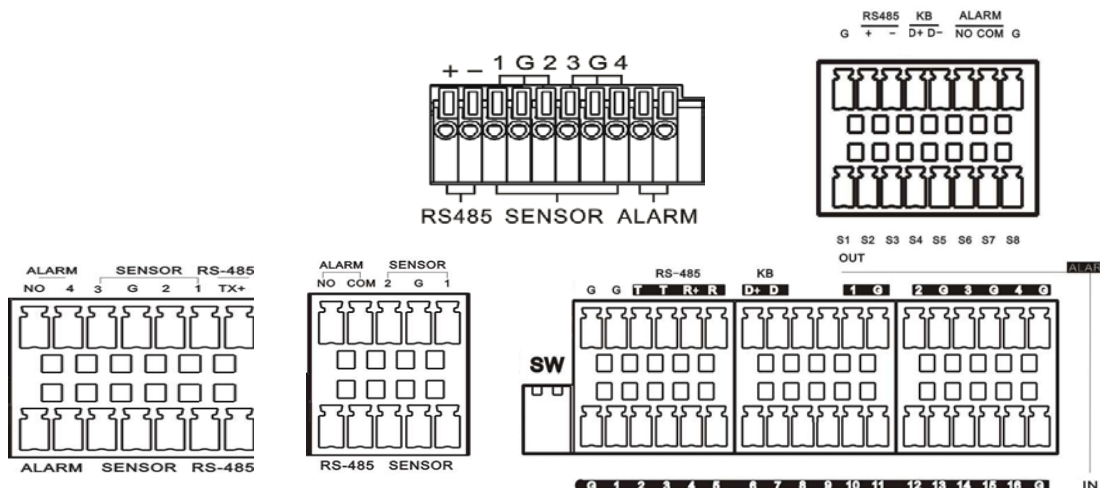 RS485 KB ALARM
G + - D+ D- NO COM G
+ - 1 G 2 3 G 4
RS485 SENSOR ALARM
S1 S2 S3 S4 S5 S6 S7 S8
OUT
ALARM SENSOR RS-485
NO 4 3 G 2 1 TX+
ALARM SENSOR RS-485
ALARM SENSOR
NO COM 2 G 1
RS-485 SENSOR
ALAR
RS-485 KB
G G T T R+ R D+ D 1 G 2 G 3 G 4 G
SW
G 1 2 3 4 5 6 7 8 9 10 11 12 13 14 15 16 G IN